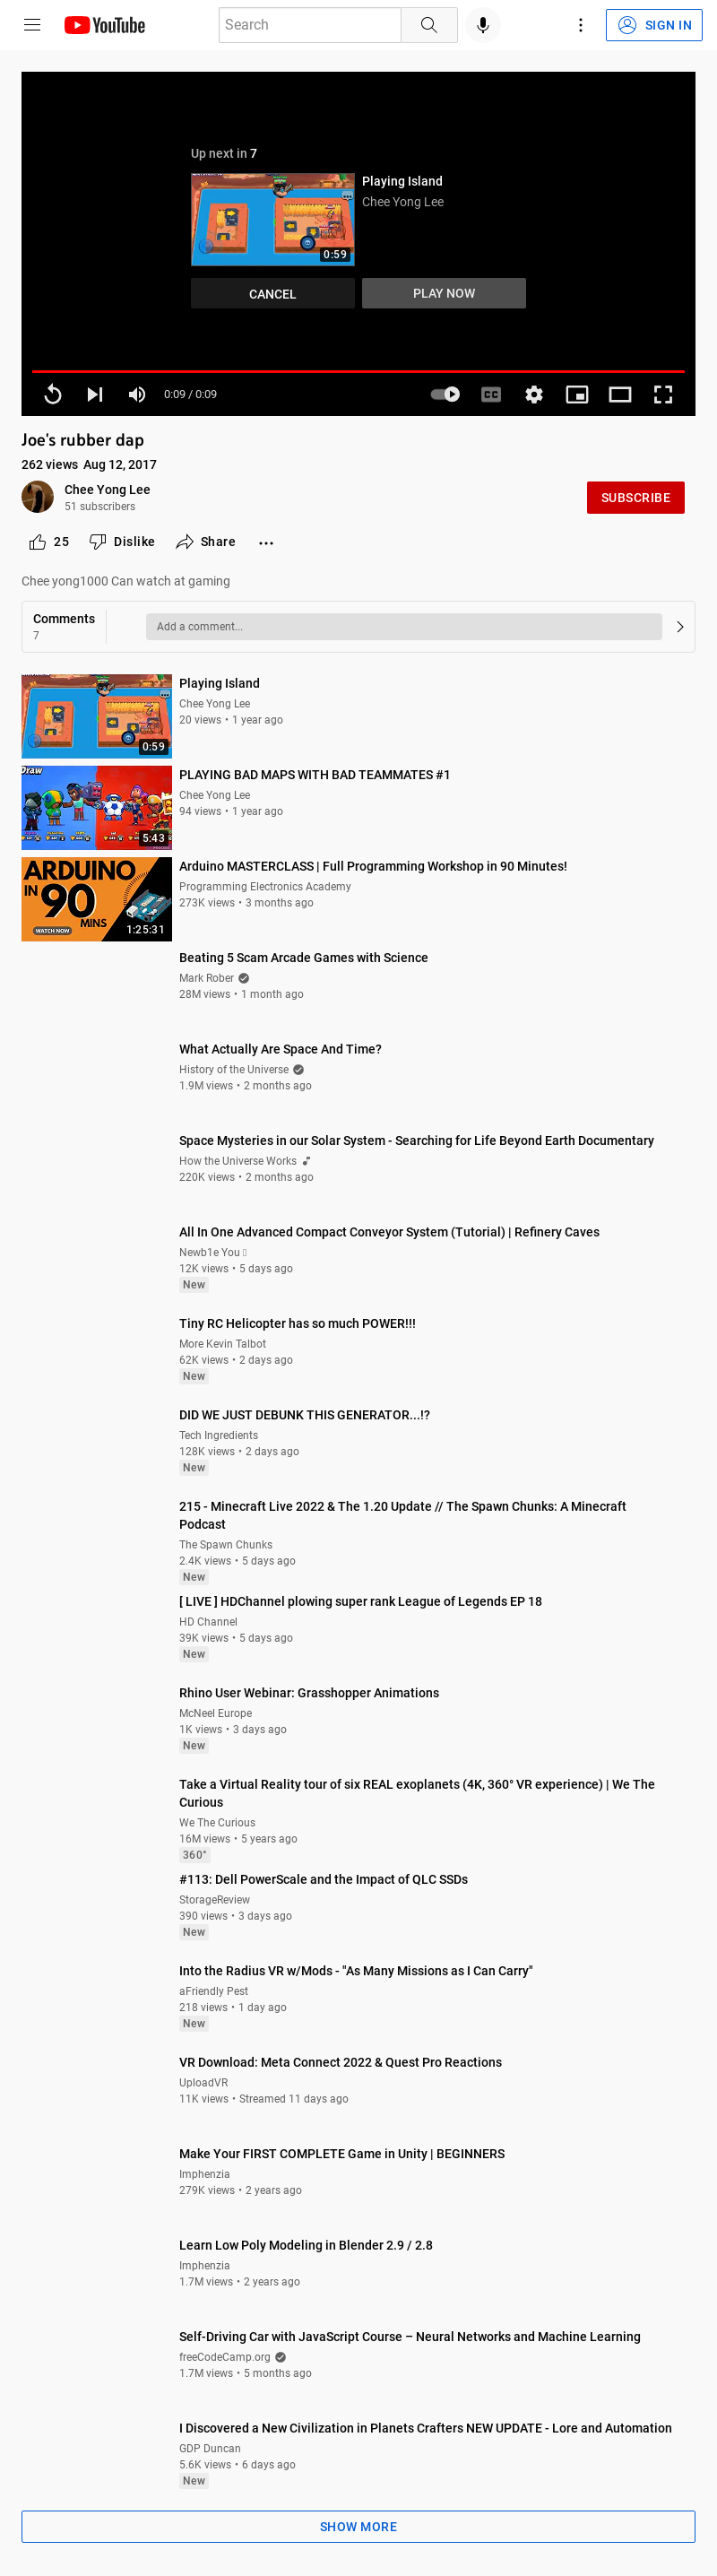 YouTube
Search
SIGN IN
Up next in 7
Playing Island
Chee Yong Lee
0:59
CANCEL
PLAY NOW
0:09 / 0:09
CC
Joe's rubber dap
262 views Aug 12, 2017
Chee Yong Lee
51 subscribers
SUBSCRIBE
25
Dislike
Share
Chee yong1000 Can watch at gaming
Comments
7
Add a comment...
Playing Island
Chee Yong Lee
20 views • 1 year ago
0:59
PLAYING BAD MAPS WITH BAD TEAMMATES #1
Chee Yong Lee
94 views • 1 year ago
Draw
5:43
Arduino MASTERCLASS | Full Programming Workshop in 90 Minutes!
Programming Electronics Academy
273K views • 3 months ago
ARDUINO
IN 90
MINS
WATCH NOW
1:25:31
Beating 5 Scam Arcade Games with Science
Mark Rober
28M views • 1 month ago
What Actually Are Space And Time?
History of the Universe
1.9M views • 2 months ago
Space Mysteries in our Solar System - Searching for Life Beyond Earth Documentary
How the Universe Works
220K views • 2 months ago
All In One Advanced Compact Conveyor System (Tutorial) | Refinery Caves
Newb1e You
12K views • 5 days ago
New
Tiny RC Helicopter has so much POWER!!!
More Kevin Talbot
62K views • 2 days ago
New
DID WE JUST DEBUNK THIS GENERATOR...!?
Tech Ingredients
128K views • 2 days ago
New
215 - Minecraft Live 2022 & The 1.20 Update // The Spawn Chunks: A Minecraft
Podcast
The Spawn Chunks
2.4K views • 5 days ago
New
[ LIVE ] HDChannel plowing super rank League of Legends EP 18
HD Channel
39K views • 5 days ago
New
Rhino User Webinar: Grasshopper Animations
McNeel Europe
1K views • 3 days ago
New
Take a Virtual Reality tour of six REAL exoplanets (4K, 360° VR experience) | We The
Curious
We The Curious
16M views • 5 years ago
360°
#113: Dell PowerScale and the Impact of QLC SSDs
StorageReview
390 views • 3 days ago
New
Into the Radius VR w/Mods - "As Many Missions as I Can Carry"
aFriendly Pest
218 views • 1 day ago
New
VR Download: Meta Connect 2022 & Quest Pro Reactions
UploadVR
11K views • Streamed 11 days ago
Make Your FIRST COMPLETE Game in Unity | BEGINNERS
Imphenzia
279K views • 2 years ago
Learn Low Poly Modeling in Blender 2.9 / 2.8
Imphenzia
1.7M views • 2 years ago
Self-Driving Car with JavaScript Course – Neural Networks and Machine Learning
freeCodeCamp.org
1.7M views • 5 months ago
I Discovered a New Civilization in Planets Crafters NEW UPDATE - Lore and Automation
GDP Duncan
5.6K views • 6 days ago
New
SHOW MORE